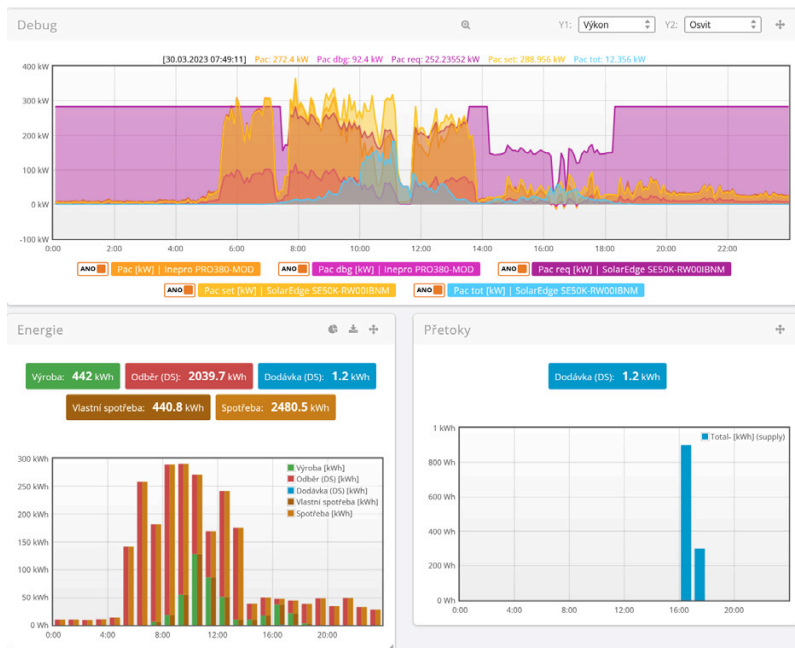 Debug
Y1: Výkon Y2: Osvit
[30.03.2023 07:49:11] Pac: 272.4 kW Pac dbg: 92.4 kW Pac req: 252.23552 kW Pac set: 288.956 kW Pac tot: 12.356 kW
400 kW
300 kW
200 kW
100 kW
0 kW
-100 kW
0:00 2:00 4:00 6:00 8:00 10:00 12:00 14:00 16:00 18:00 20:00 22:00
ANO Pac [kW] | Inepro PRO380-MOD ANO Pac dbg [kW] | Inepro PRO380-MOD ANO Pac req [kW] | SolarEdge SE50K-RW00IBNM
ANO Pac set [kW] | SolarEdge SE50K-RW00IBNM ANO Pac tot [kW] | SolarEdge SE50K-RW00IBNM
Energie
Výroba: 442 kWh Odběr (DS): 2039.7 kWh Dodávka (DS): 1.2 kWh
Vlastní spotřeba: 440.8 kWh Spotřeba: 2480.5 kWh
300 kWh
250 kWh
200 kWh
150 kWh
100 kWh
50 kWh
0 Wh
Výroba [kWh]
Odběr (DS) [kWh]
Dodávka (DS) [kWh]
Vlastní spotřeba [kWh]
Spotřeba [kWh]
0:00 4:00 8:00 12:00 16:00 20:00
Přetoky
Dodávka (DS): 1.2 kWh
1 kWh
800 Wh
600 Wh
400 Wh
200 Wh
0 Wh
Total- [kWh] (supply)
0:00 4:00 8:00 12:00 16:00 20:00